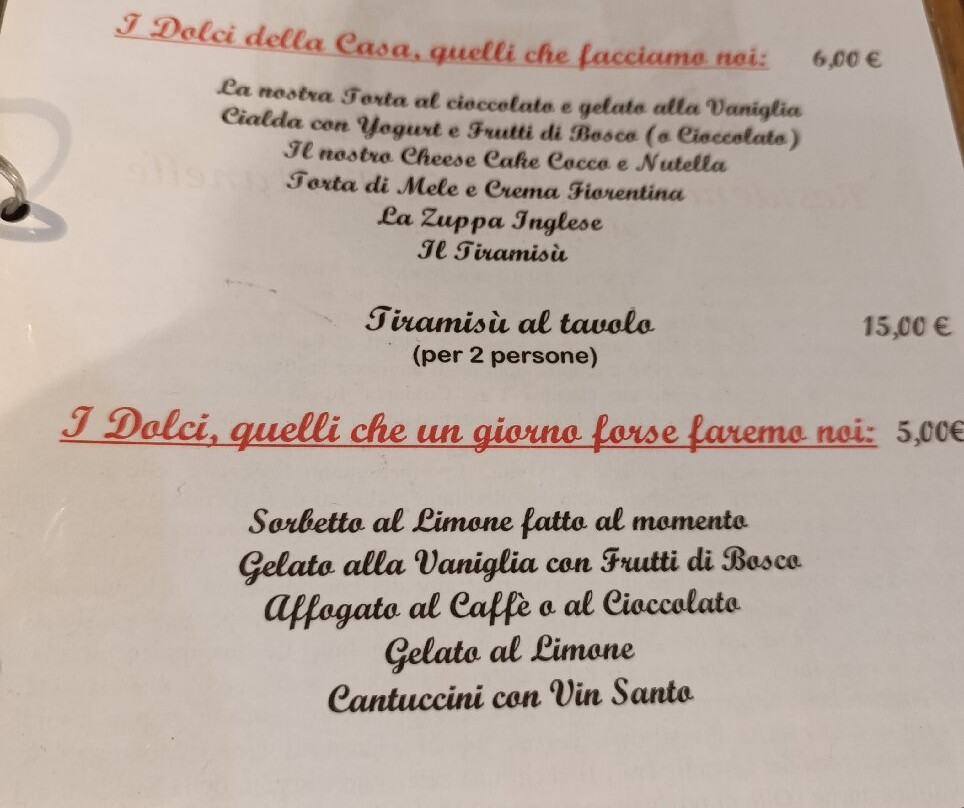 I Dolci della Casa, quelli che facciamo noi: 6,00 €
La nostra Torta al cioccolato e gelato alla Vaniglia
Cialda con Yogurt e Frutti di Bosco (o Cioccolato)
Il nostro Cheese Cake Cocco e Nutella
Torta di Mele e Crema Fiorentina
La Zuppa Inglese
Il Tiramisù
Tiramisù al tavolo 15,00 €
(per 2 persone)
I Dolci, quelli che un giorno forse faremo noi: 5,00€
Sorbetto al Limone fatto al momento
Gelato alla Vaniglia con Frutti di Bosco
Affogato al Caffè o al Cioccolato
Gelato al Limone
Cantuccini con Vin Santo